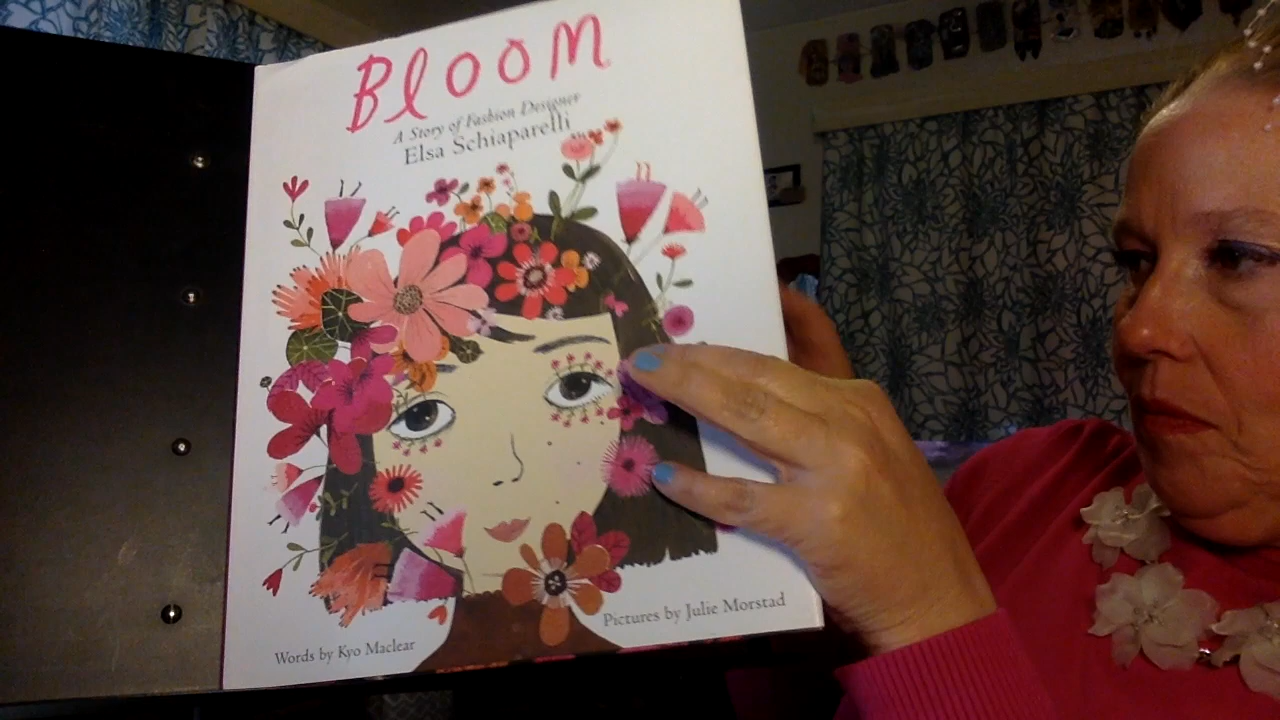 Bloom
A Story of Fashion Designer
Elsa Schiaparelli
Pictures by Julie Morstad
Words by Kyo Maclear